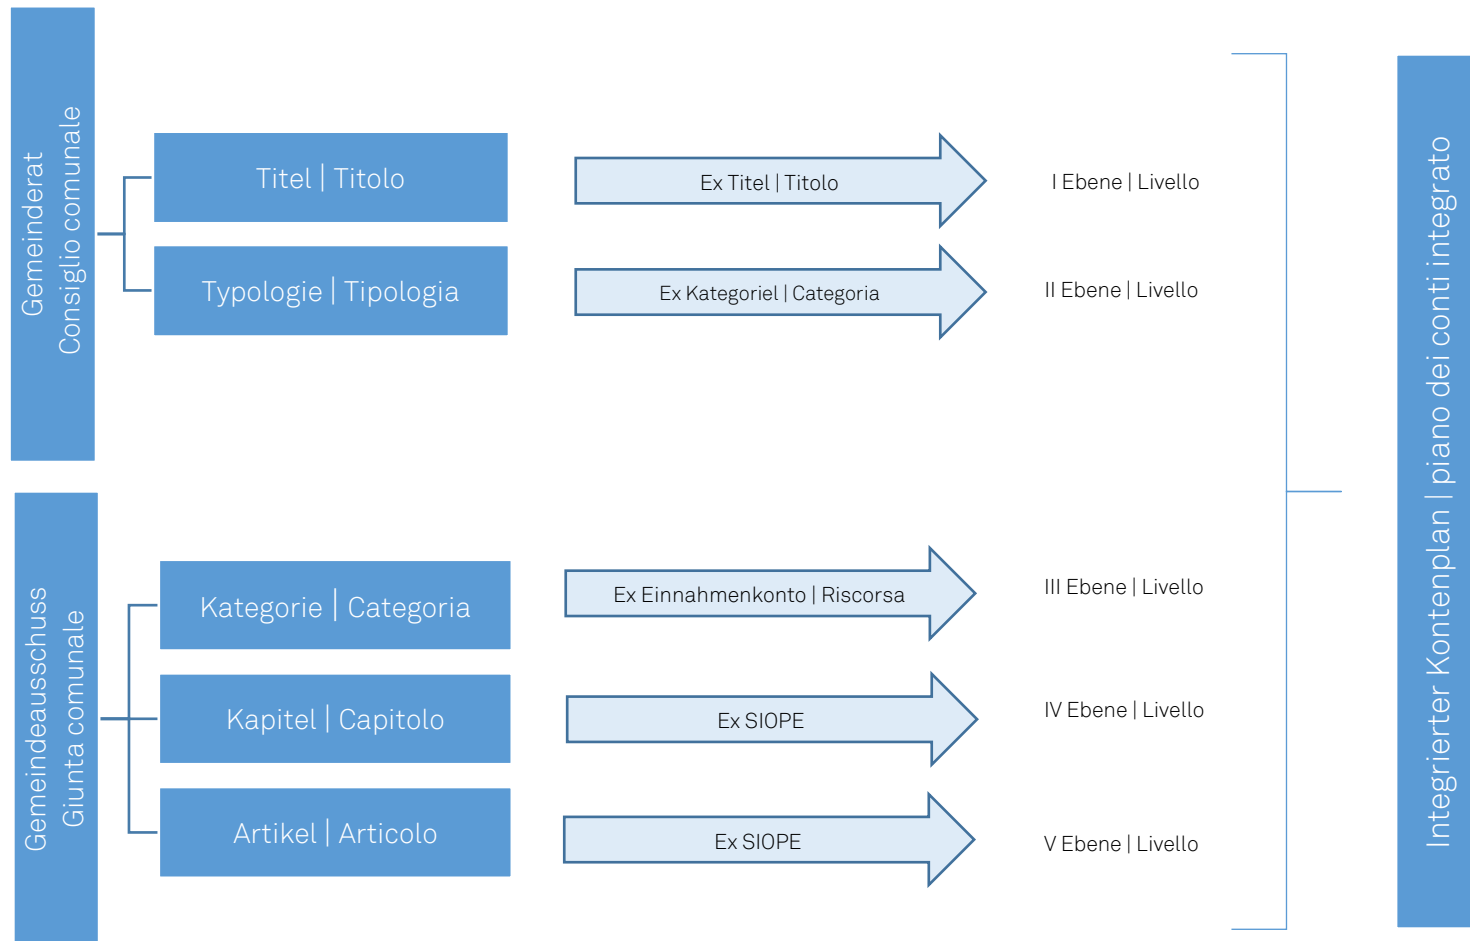 Gemeinderat
Consiglio comunale
Titel | Titolo
Ex Titel | Titolo
I Ebene | Livello
Typologie | Tipologia
Ex Kategoriel | Categoria
II Ebene | Livello
Gemeindeausschuss
Giunta comunale
Kategorie | Categoria
Ex Einnahmenkonto | Riscorsa
III Ebene | Livello
Kapitel | Capitolo
Ex SIOPE
IV Ebene | Livello
Artikel | Articolo
Ex SIOPE
V Ebene | Livello
Integrierter Kontenplan | piano dei conti integrato